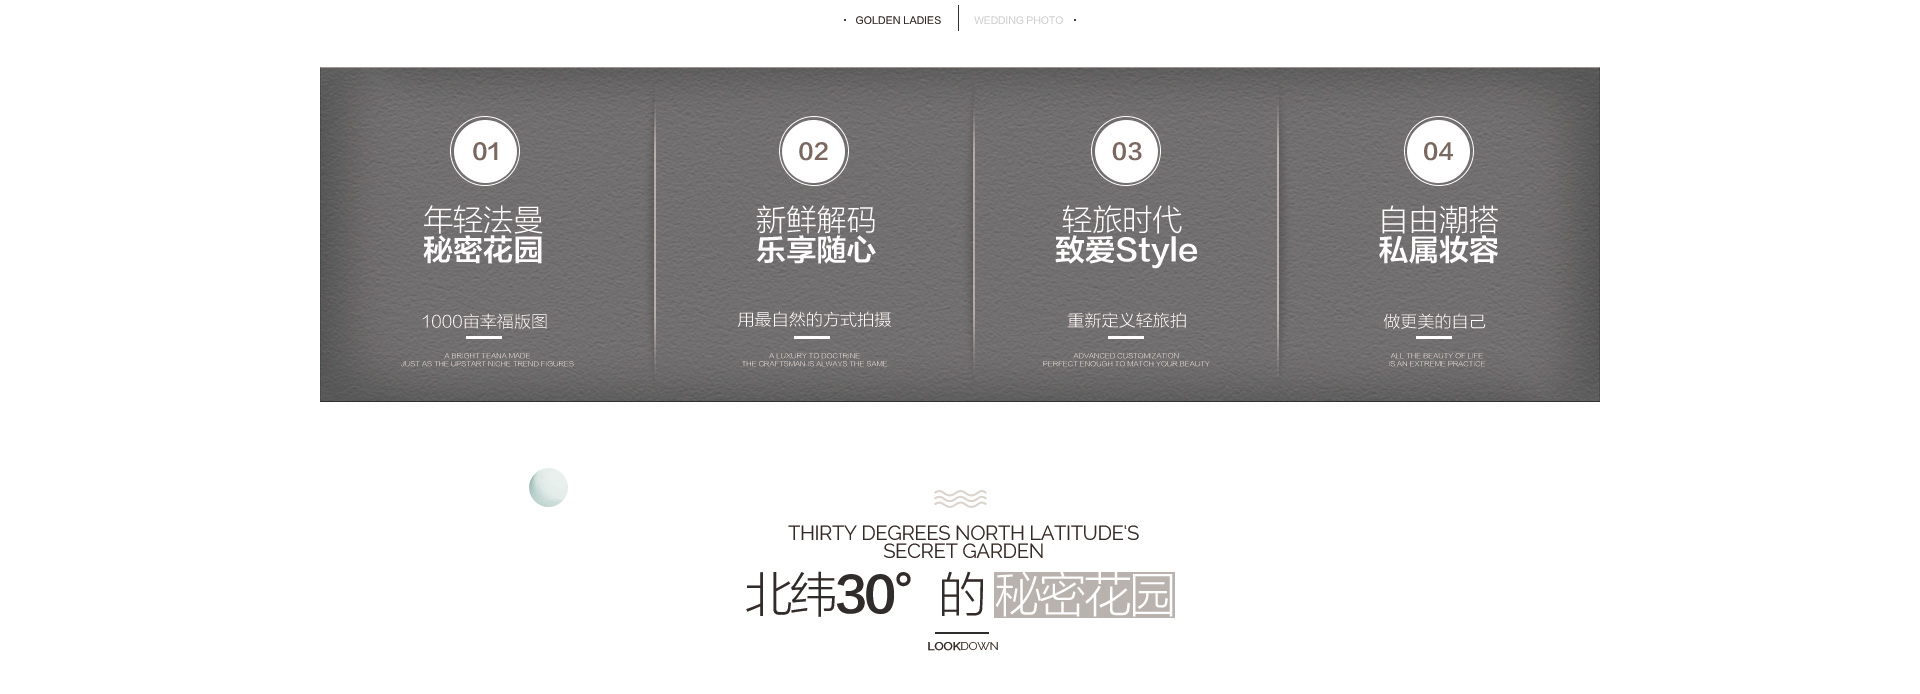 · GOLDEN LADIES | WEDDING PHOTO ·
01
年轻法曼
秘密花园
1000亩幸福版图
A BRIGHT TEANA MADE
JUST AS THE UPSTART NICHE TREND FIGURES
02
新鲜解码
乐享随心
用最自然的方式拍摄
A LUXURY TO DOCTRINE
THE CRAFTSMAN IS ALWAYS THE SAME
03
轻旅时代
致爱Style
重新定义轻旅拍
ADVANCED CUSTOMIZATION
PERFECT ENOUGH TO MATCH YOUR BEAUTY
04
自由潮搭
私属妆容
做更美的自己
ALL THE BEAUTY OF LIFE
IS AN EXTREME PRACTICE
THIRTY DEGREES NORTH LATITUDE'S
SECRET GARDEN
北纬30° 的 秘密花园
LOOKDOWN